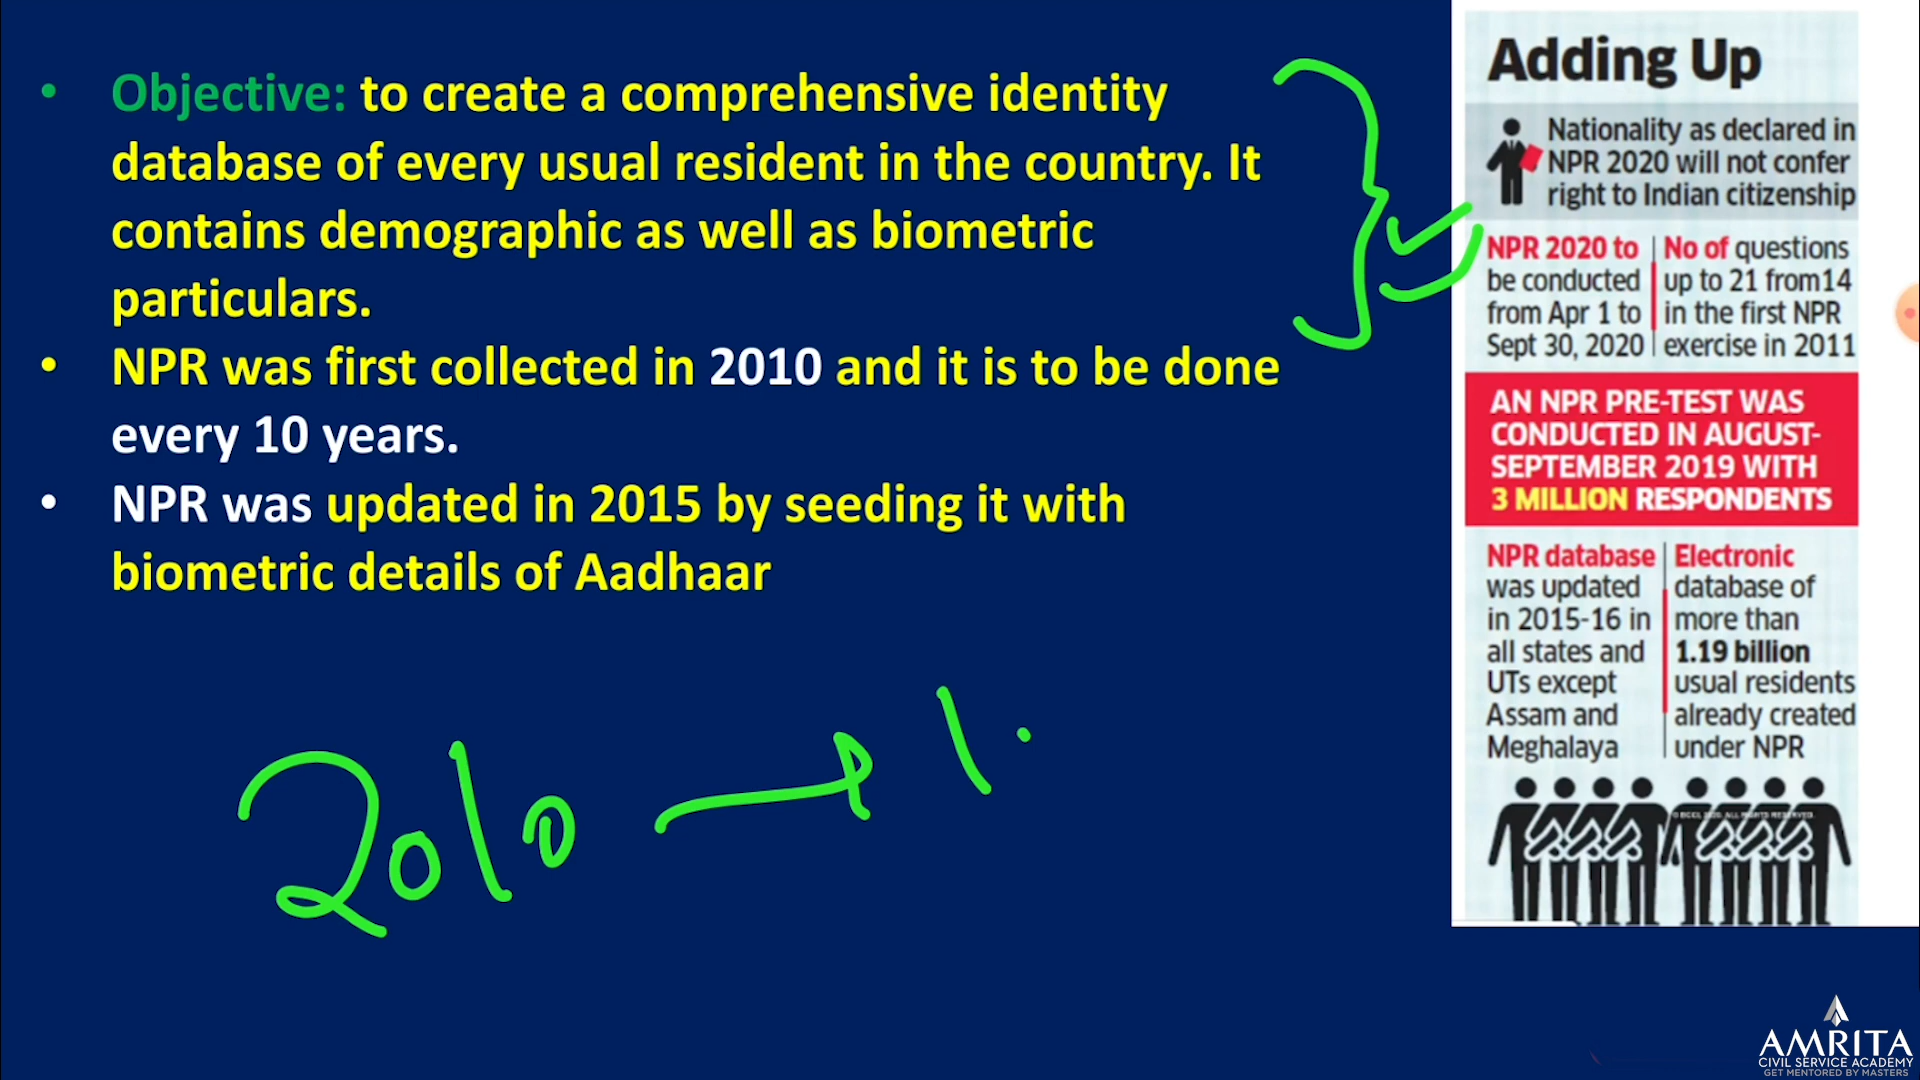 • Objective: to create a comprehensive identity
database of every usual resident in the country. It
contains demographic as well as biometric
particulars.
• NPR was first collected in 2010 and it is to be done
every 10 years.
• NPR was updated in 2015 by seeding it with
biometric details of Aadhaar
2010 → 1.
Adding Up
Nationality as declared in
NPR 2020 will not confer
right to Indian citizenship
NPR 2020 to
be conducted
from Apr 1 to
Sept 30, 2020
No of questions
up to 21 from14
in the first NPR
exercise in 2011
AN NPR PRE-TEST WAS
CONDUCTED IN AUGUST-
SEPTEMBER 2019 WITH
3 MILLION RESPONDENTS
NPR database
was updated
in 2015-16 in
all states and
UTs except
Assam and
Meghalaya
Electronic
database of
more than
1.19 billion
usual residents
already created
under NPR
© BCCL 2020. ALL RIGHTS RESERVED.
AMRITA
CIVIL SERVICE ACADEMY
GET MENTORED BY MASTERS